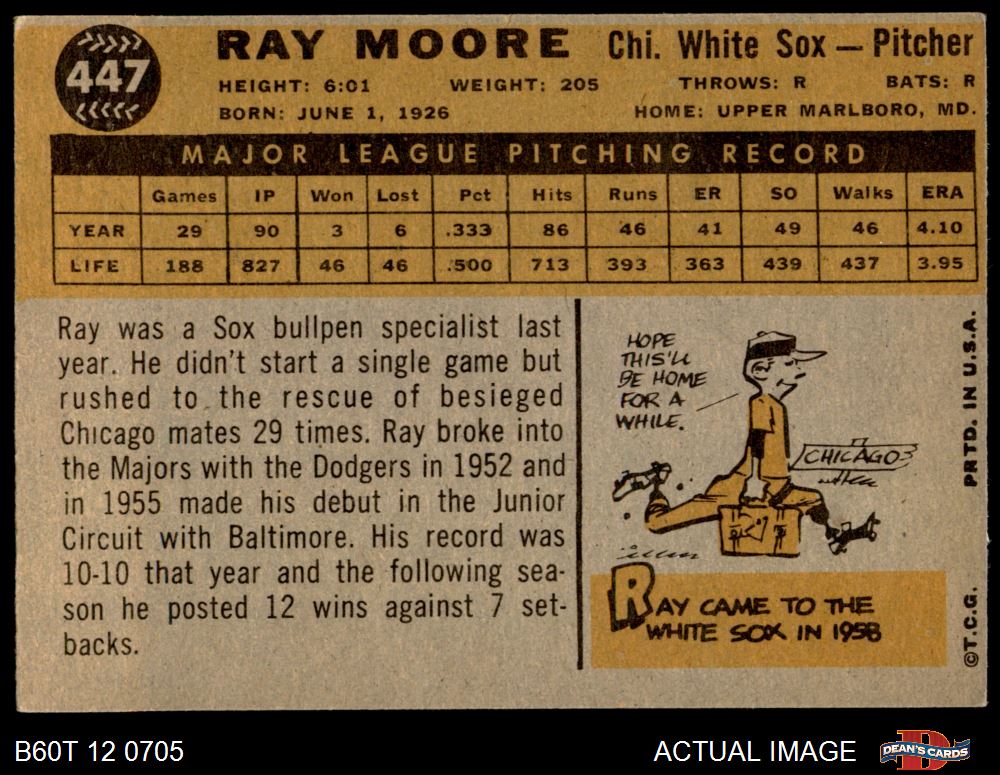 447
RAY MOORE Chi. White Sox — Pitcher
HEIGHT: 6:01 WEIGHT: 205 THROWS: R BATS: R
BORN: JUNE 1, 1926 HOME: UPPER MARLBORO, MD.
MAJOR LEAGUE PITCHING RECORD
Games IP Won Lost Pct Hits Runs ER SO Walks ERA
YEAR 29 90 3 6 .333 86 46 41 49 46 4.10
LIFE 188 827 46 46 .500 713 393 363 439 437 3.95
Ray was a Sox bullpen specialist last
year. He didn't start a single game but
rushed to the rescue of besieged
Chicago mates 29 times. Ray broke into
the Majors with the Dodgers in 1952 and
in 1955 made his debut in the Junior
Circuit with Baltimore. His record was
10-10 that year and the following sea-
son he posted 12 wins against 7 set-
backs.
HOPE
THIS'LL
BE HOME
FOR A
WHILE.
CHICAGO
RAY CAME TO THE
WHITE SOX IN 1958
PRTD. IN U.S.A.
©T.C.G.
B60T 12 0705
ACTUAL IMAGE
DEAN'S CARDS